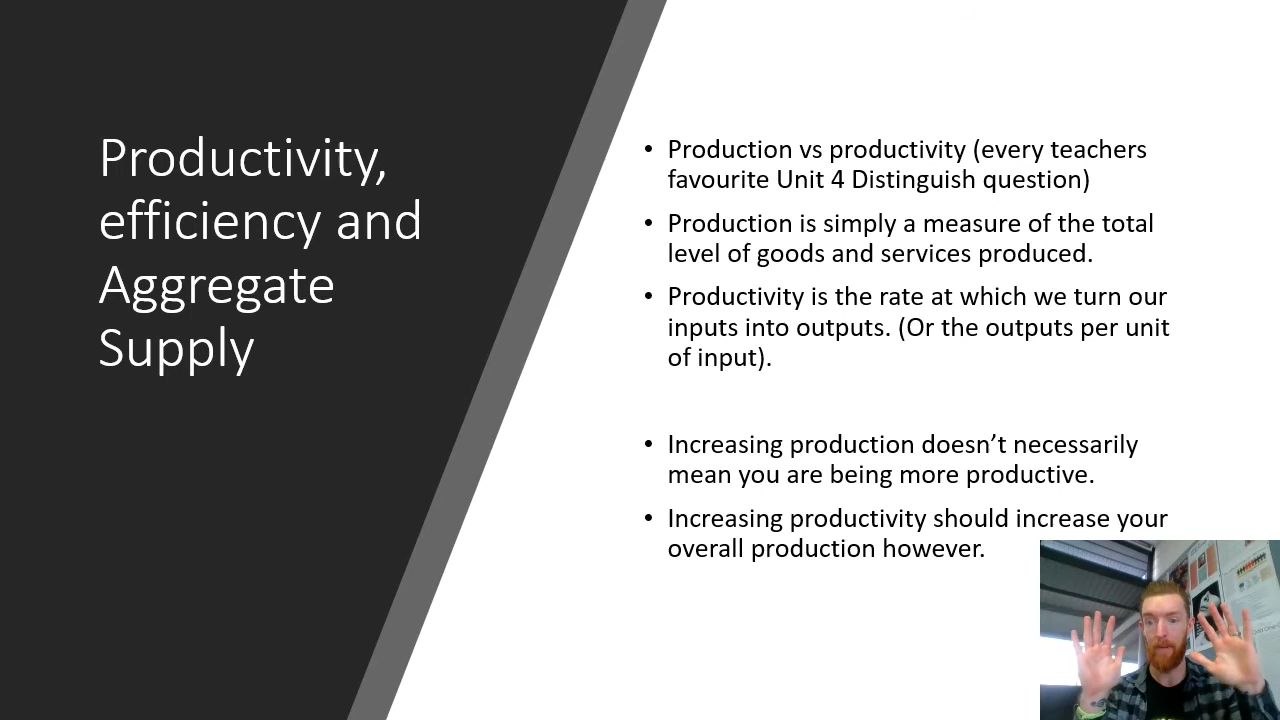 Productivity,
efficiency and
Aggregate
Supply
• Production vs productivity (every teachers
favourite Unit 4 Distinguish question)
• Production is simply a measure of the total
level of goods and services produced.
• Productivity is the rate at which we turn our
inputs into outputs. (Or the outputs per unit
of input).
• Increasing production doesn’t necessarily
mean you are being more productive.
• Increasing productivity should increase your
overall production however.